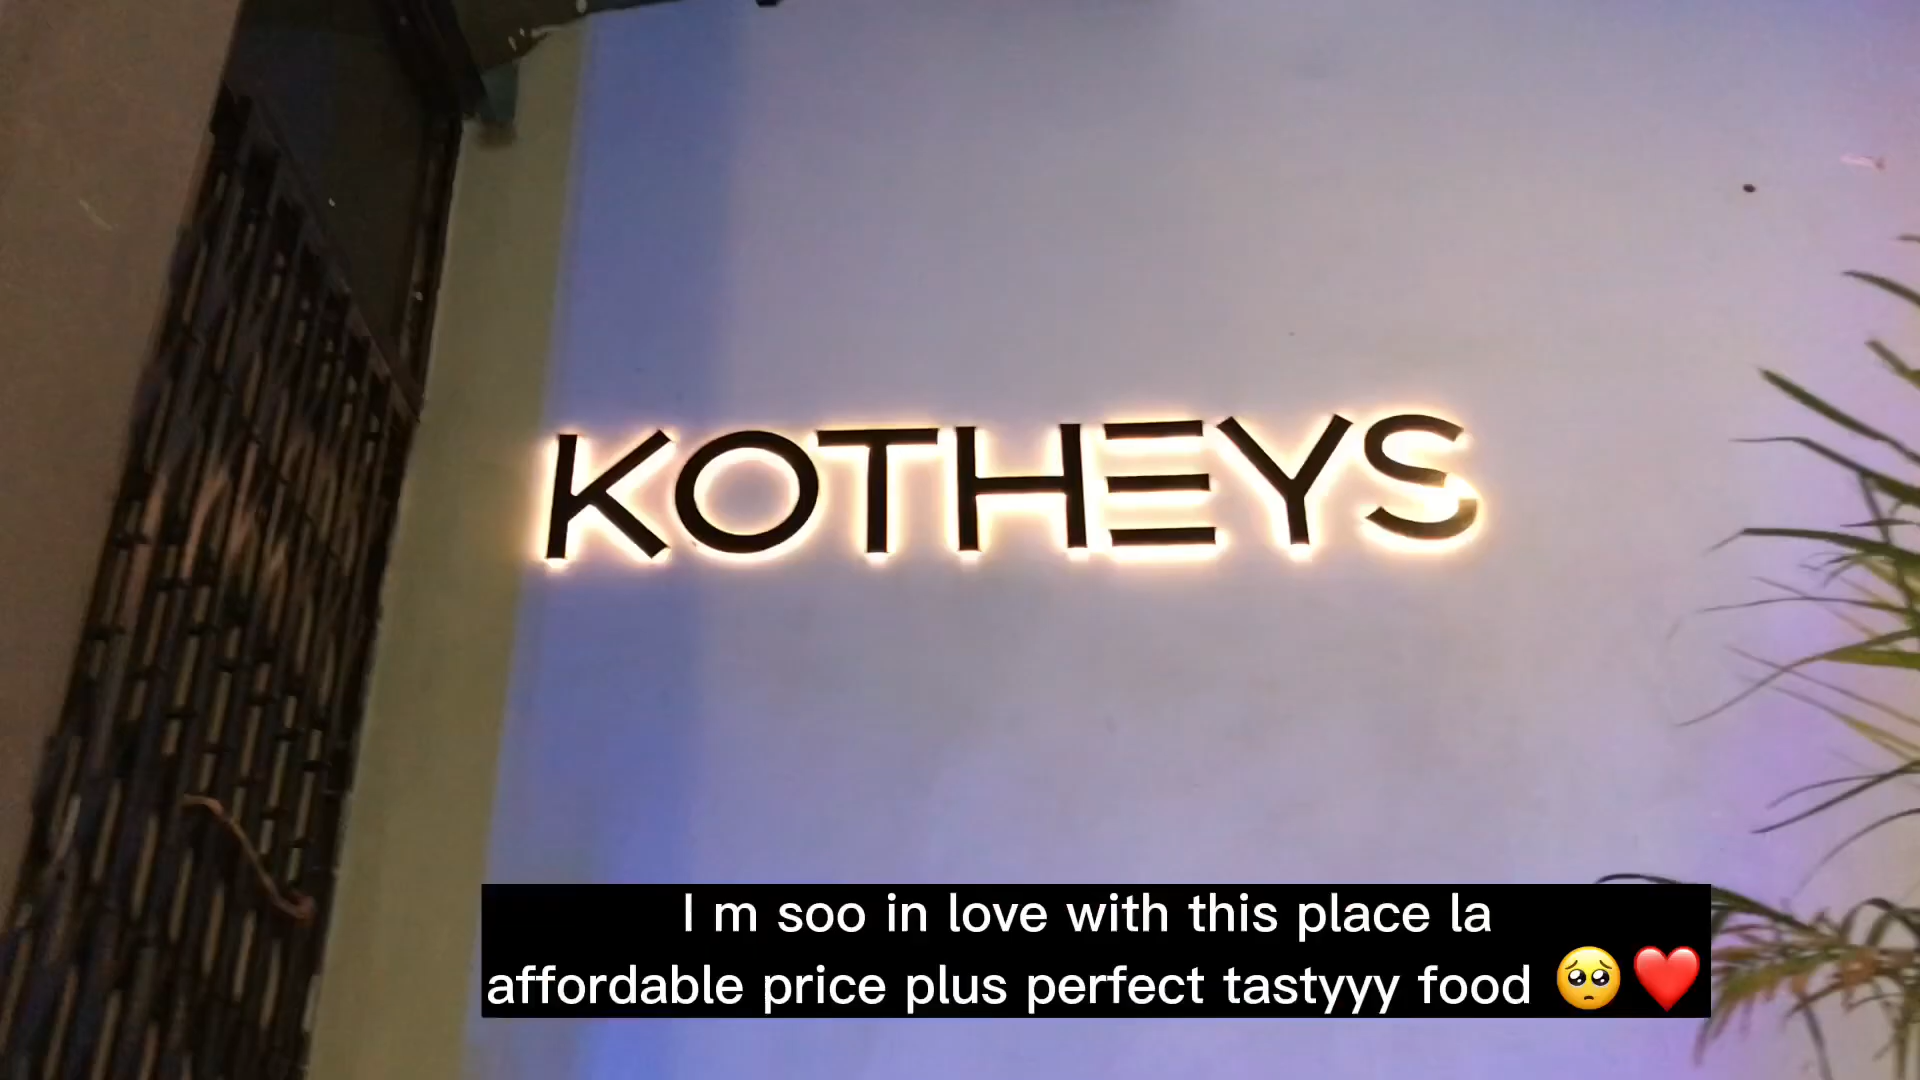 KOTHEYS
I m soo in love with this place la
affordable price plus perfect tastyyy food 🥺❤️